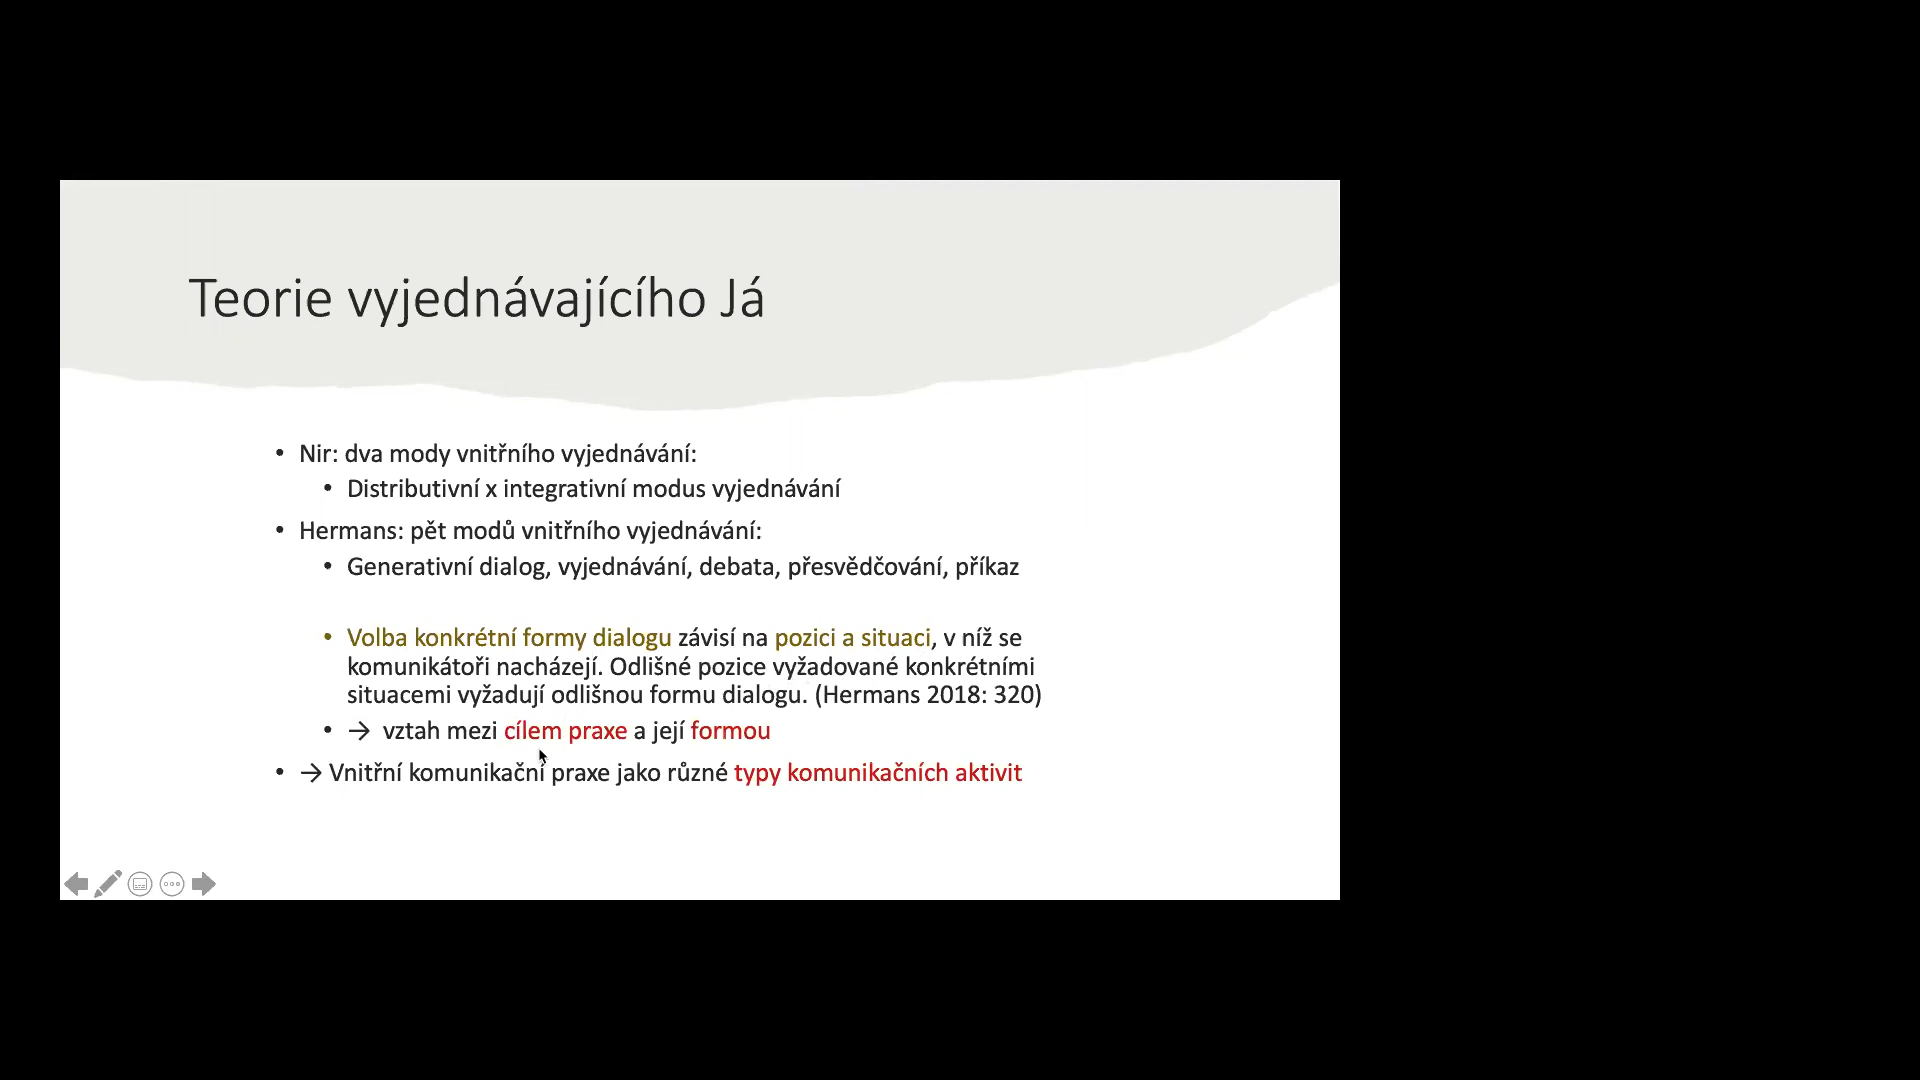 Teorie vyjednávajícího Já
• Nir: dva mody vnitřního vyjednávání:
• Distributivní x integrativní modus vyjednávání
• Hermans: pět modů vnitřního vyjednávání:
• Generativní dialog, vyjednávání, debata, přesvědčování, příkaz
• Volba konkrétní formy dialogu závisí na pozici a situaci, v níž se
komunikátoři nacházejí. Odlišné pozice vyžadované konkrétními
situacemi vyžadují odlišnou formu dialogu. (Hermans 2018: 320)
• → vztah mezi cílem praxe a její formou
• → Vnitřní komunikační praxe jako různé typy komunikačních aktivit